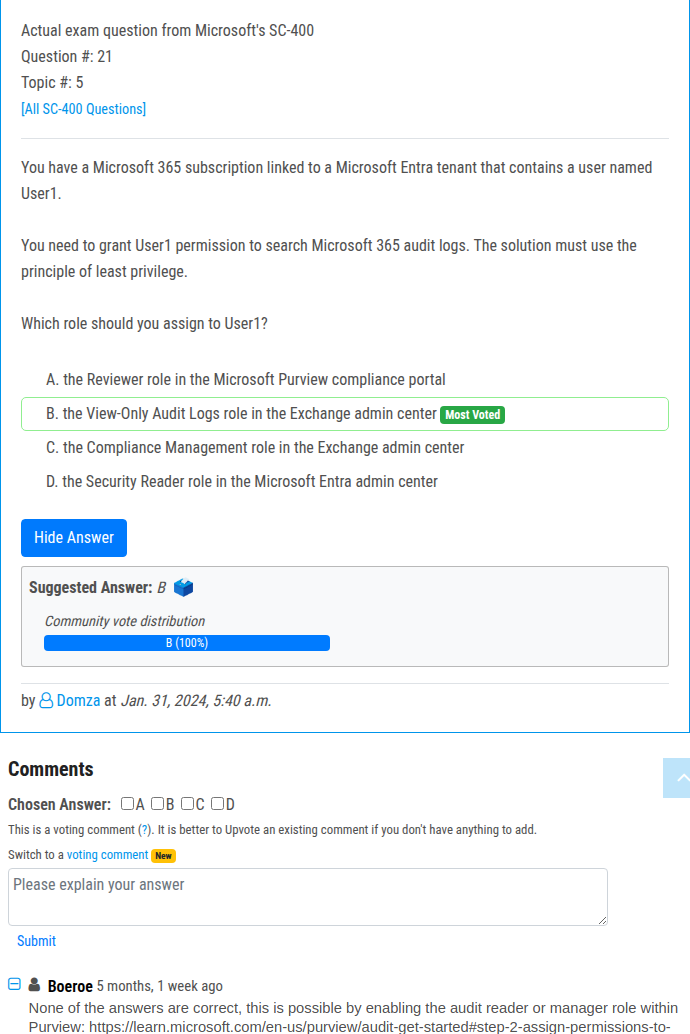 Actual exam question from Microsoft's SC-400
Question #: 21
Topic #: 5
[All SC-400 Questions]
You have a Microsoft 365 subscription linked to a Microsoft Entra tenant that contains a user named
User1.
You need to grant User1 permission to search Microsoft 365 audit logs. The solution must use the
principle of least privilege.
Which role should you assign to User1?
A. the Reviewer role in the Microsoft Purview compliance portal
B. the View-Only Audit Logs role in the Exchange admin center Most Voted
C. the Compliance Management role in the Exchange admin center
D. the Security Reader role in the Microsoft Entra admin center
Hide Answer
Suggested Answer: B
Community vote distribution
B (100%)
by Domza at Jan. 31, 2024, 5:40 a.m.
Comments
Chosen Answer: A B C D
This is a voting comment (?). It is better to Upvote an existing comment if you don't have anything to add.
Switch to a voting comment New
Please explain your answer
Submit
Boeroe 5 months, 1 week ago
None of the answers are correct, this is possible by enabling the audit reader or manager role within
Purview: https://learn.microsoft.com/en-us/purview/audit-get-started#step-2-assign-permissions-to-